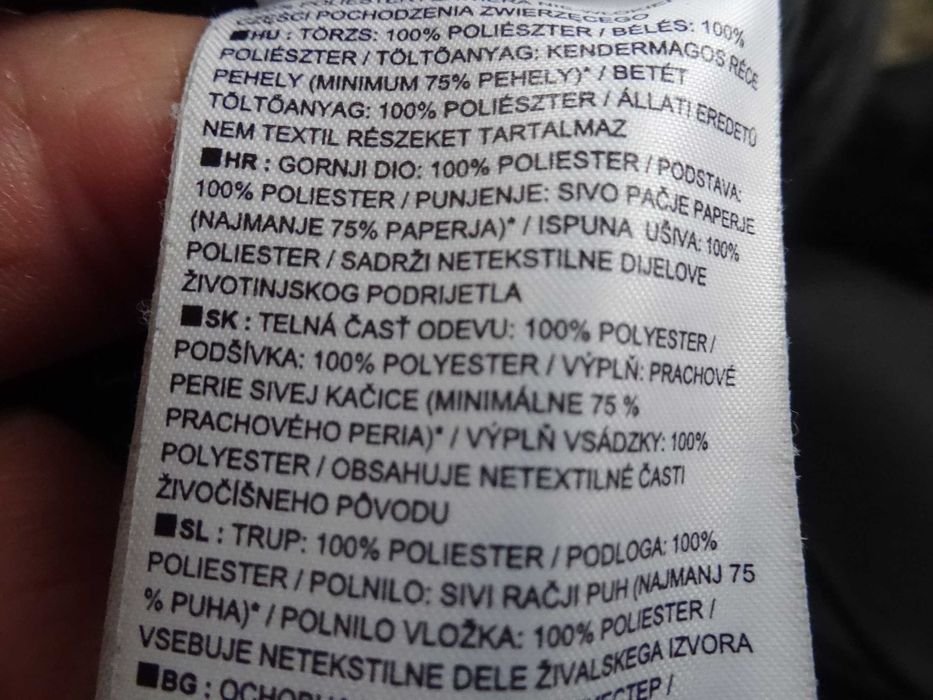 CZĘŚCI POCHODZENIA ZWIERZĘCEGO
■HU : TÖRZS: 100% POLIÉSZTER / BÉLÉS: 100%
POLIÉSZTER / TÖLTŐANYAG: KENDERMAGOS RÉCE
PEHELY (MINIMUM 75% PEHELY)* / BETÉT
TÖLTŐANYAG: 100% POLIÉSZTER / ÁLLATI EREDETŰ
NEM TEXTIL RÉSZEKET TARTALMAZ
■HR : GORNJI DIO: 100% POLIESTER / PODSTAVA:
100% POLIESTER / PUNJENJE: SIVO PAČJE PAPERJE
(NAJMANJE 75% PAPERJA)* / ISPUNA UŠIVA: 100%
POLIESTER / SADRŽI NETEKSTILNE DIJELOVE
ŽIVOTINJSKOG PODRIJETLA
■SK : TELNÁ ČASŤ ODEVU: 100% POLYESTER /
PODŠÍVKA: 100% POLYESTER / VÝPLŇ: PRACHOVÉ
PERIE SIVEJ KAČICE (MINIMÁLNE 75 %
PRACHOVÉHO PERIA)* / VÝPLŇ VSÁDZKY: 100%
POLYESTER / OBSAHUJE NETEXTILNÉ ČASTI
ŽIVOČÍŠNEHO PÔVODU
■SL : TRUP: 100% POLIESTER / PODLOGA: 100%
POLIESTER / POLNILO: SIVI RAČJI PUH (NAJMANJ 75
% PUHA)* / POLNILO VLOŽKA: 100% POLIESTER /
VSEBUJE NETEKSTILNE DELE ŽIVALSKEGA IZVORA
■BG :